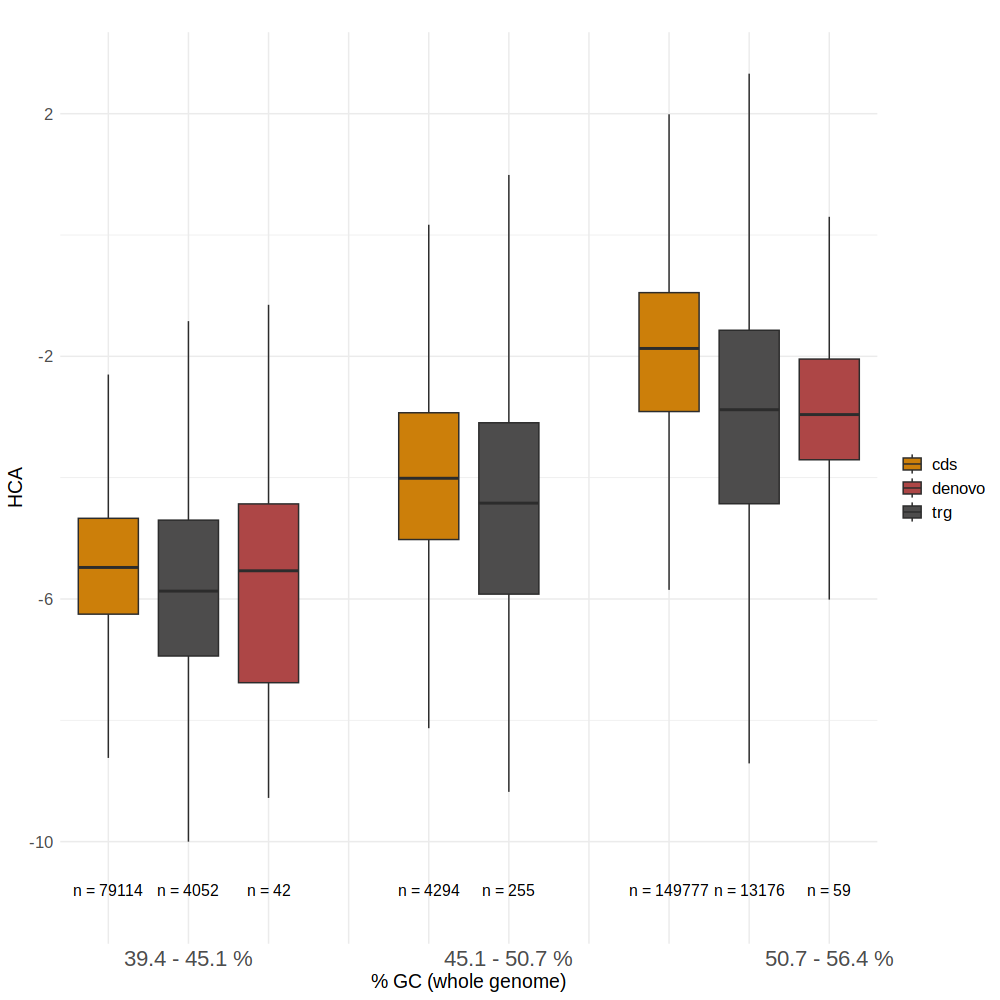 2
-2
-6
-10
HCA
n = 79114 n = 4052 n = 42 n = 4294 n = 255 n = 149777 n = 13176 n = 59
39.4 - 45.1 % 45.1 - 50.7 % 50.7 - 56.4 %
% GC (whole genome)
cds
denovo
trg